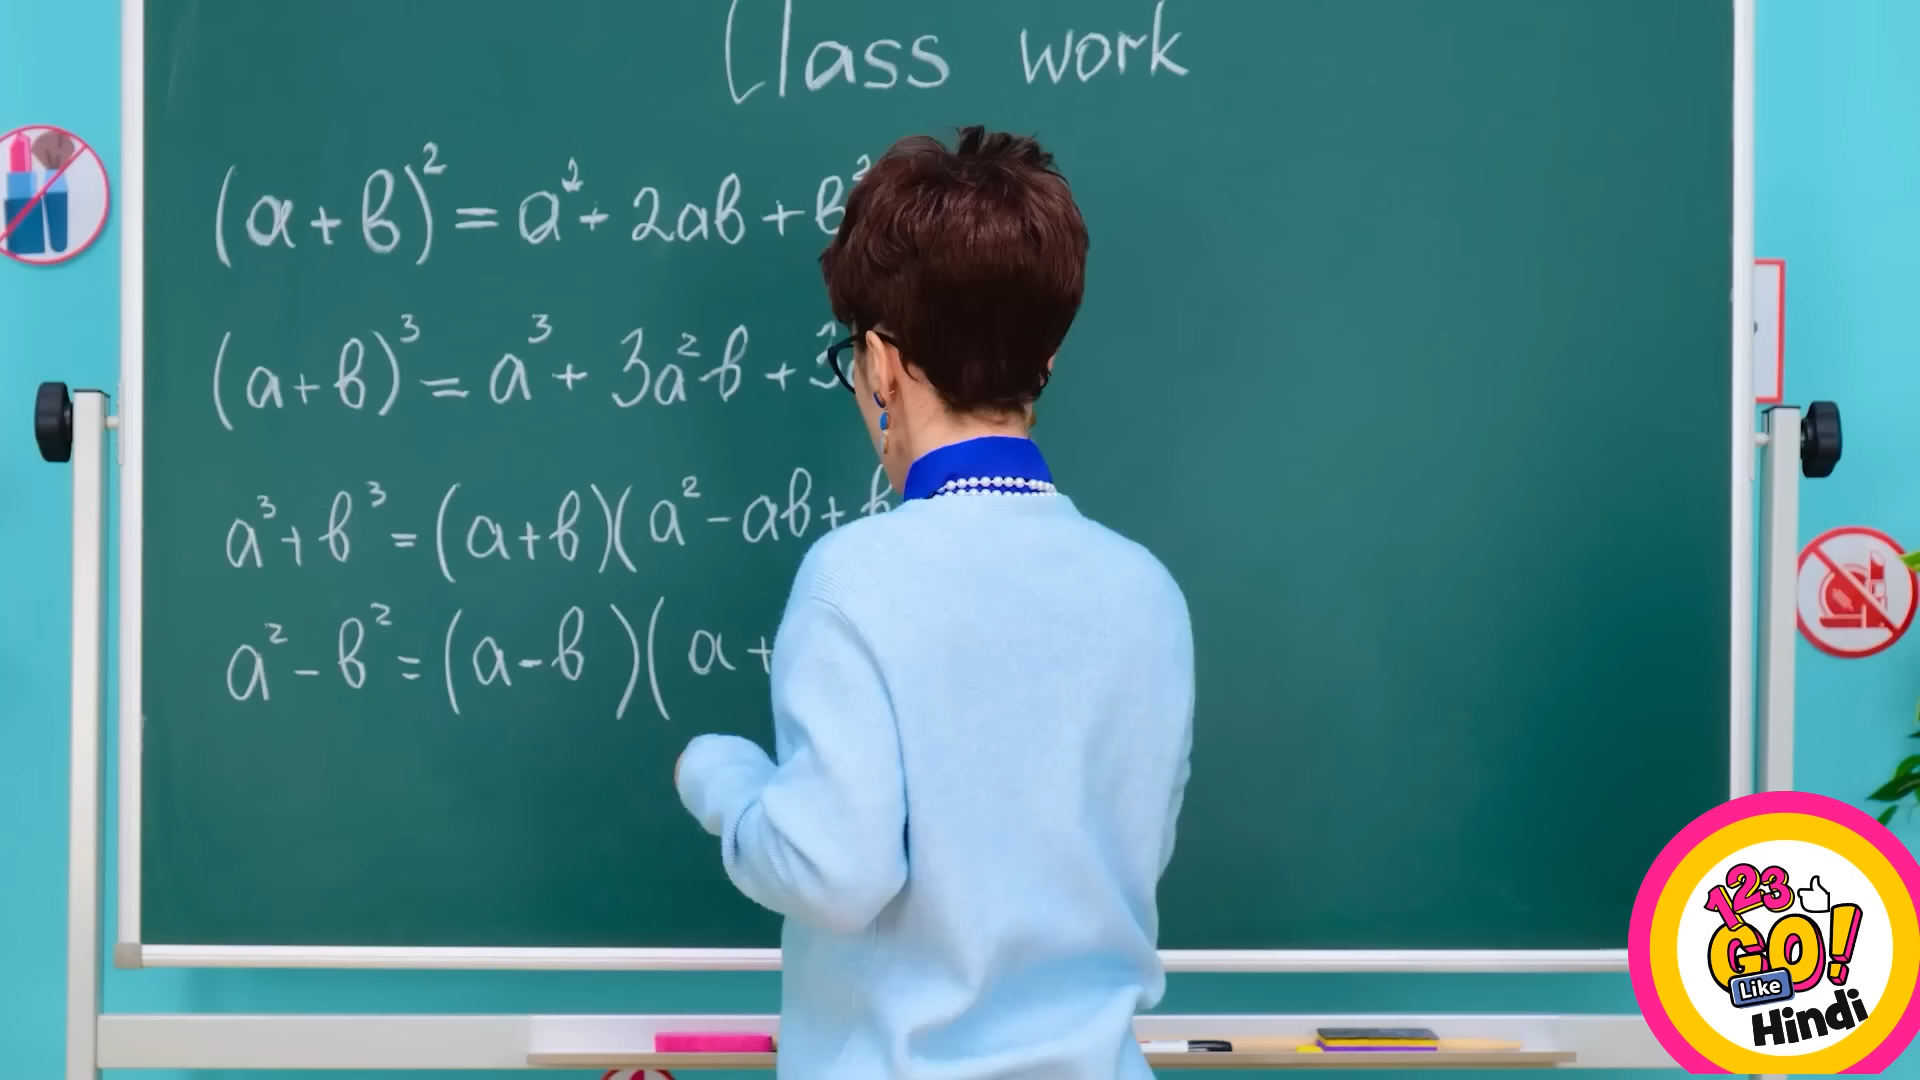 Class work
(a+b)² = a² + 2ab + b²
(a+b)³ = a³ + 3a²b + 3
a³+b³ = (a+b)(a²-ab+b
a²-b² = (a-b)(a+
123
GO!
Like
Hindi